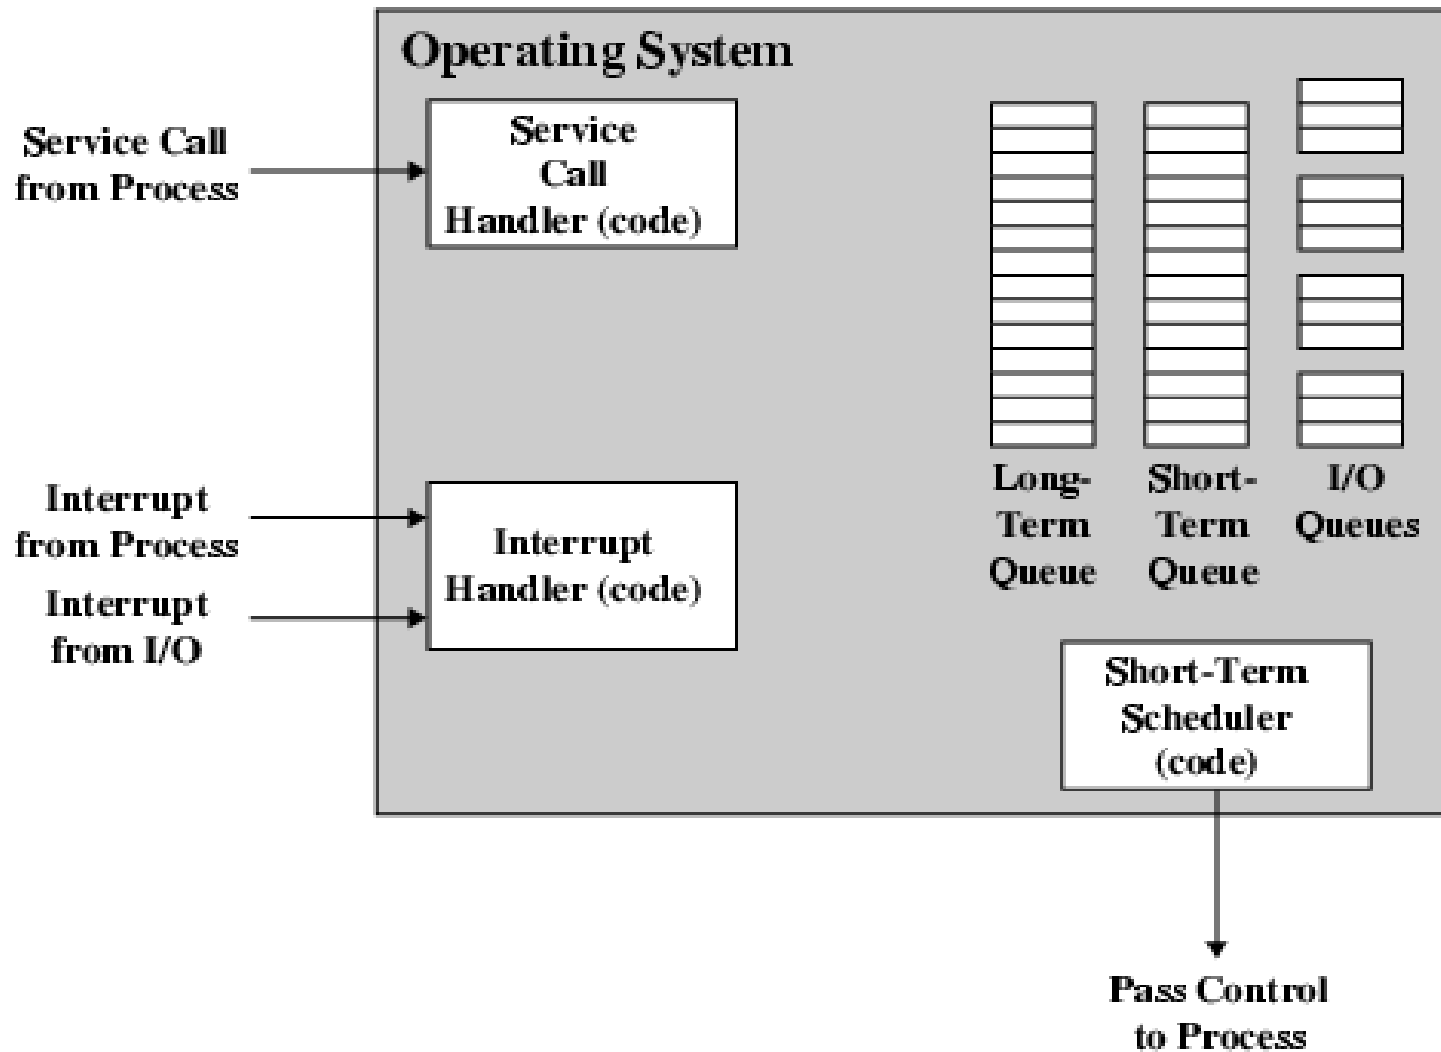 Operating System
Service Call
from Process
Service
Call
Handler (code)
Interrupt
from Process
Interrupt
from I/O
Interrupt
Handler (code)
Long-
Term
Queue
Short-
Term
Queue
I/O
Queues
Short-Term
Scheduler
(code)
Pass Control
to Process